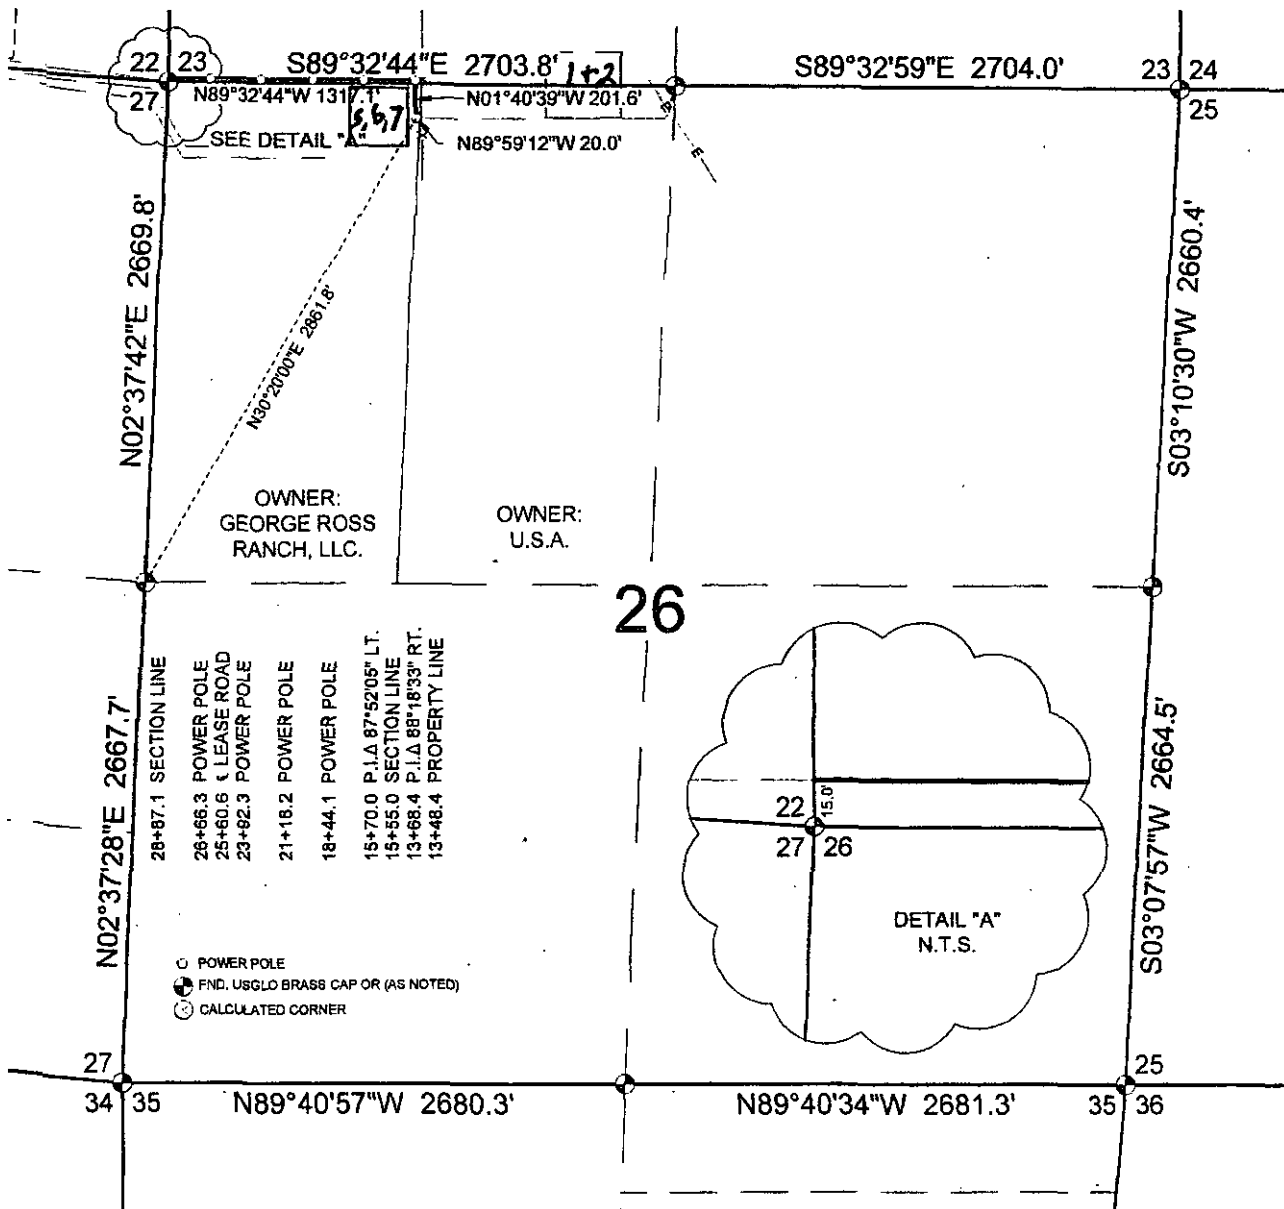 22 23
S89°32'44"E 2703.8'
1+2
S89°32'59"E 2704.0'
23 24
27
N89°32'44"W 1317.1'
N01°40'39"W 201.6'
25
5,6,7
SEE DETAIL "A"
N89°59'12"W 20.0'
E
N02°37'42"E 2669.8'
N30°20'00"E 2861.8'
S03°10'30"W 2660.4'
OWNER:
GEORGE ROSS
RANCH, LLC.
OWNER:
U.S.A.
26
28+87.1 SECTION LINE
26+66.3 POWER POLE
25+60.6 LEASE ROAD
23+92.3 POWER POLE
21+18.2 POWER POLE
18+44.1 POWER POLE
15+70.0 P.I.Δ 87°52'05" LT.
15+55.0 SECTION LINE
13+68.4 P.I.Δ 88°18'33" RT.
13+48.4 PROPERTY LINE
N02°37'28"E 2667.7'
S03°07'57"W 2664.5'
22
15.0'
27 26
DETAIL "A"
N.T.S.
POWER POLE
FND. USGLO BRASS CAP OR (AS NOTED)
CALCULATED CORNER
27
25
34 35
N89°40'57"W 2680.3'
N89°40'34"W 2681.3'
35 36